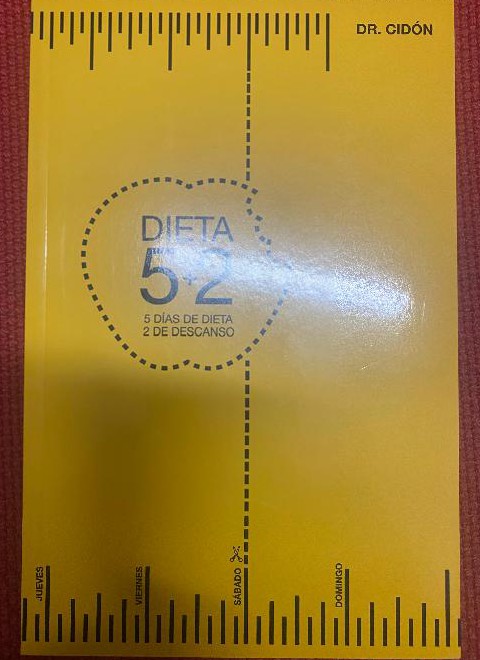 DR. CIDÓN
DIETA
5+2
5 DÍAS DE DIETA
2 DE DESCANSO
JUEVES
VIERNES
SÁBADO
DOMINGO